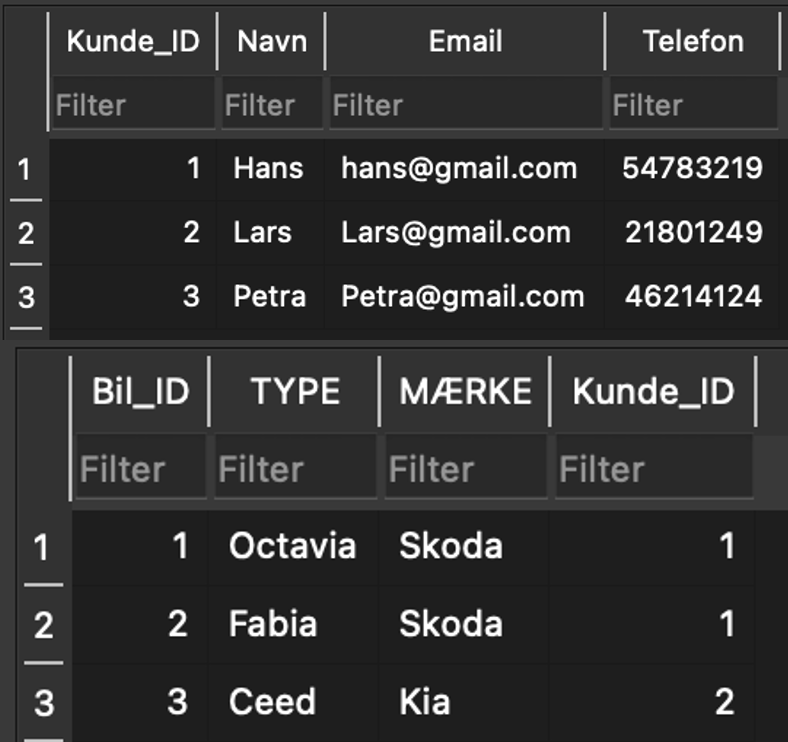 Kunde_ID Navn Email Telefon
Filter Filter Filter Filter
1 1 Hans hans@gmail.com 54783219
2 2 Lars Lars@gmail.com 21801249
3 3 Petra Petra@gmail.com 46214124
Bil_ID TYPE MÆRKE Kunde_ID
Filter Filter Filter Filter
1 1 Octavia Skoda 1
2 2 Fabia Skoda 1
3 3 Ceed Kia 2